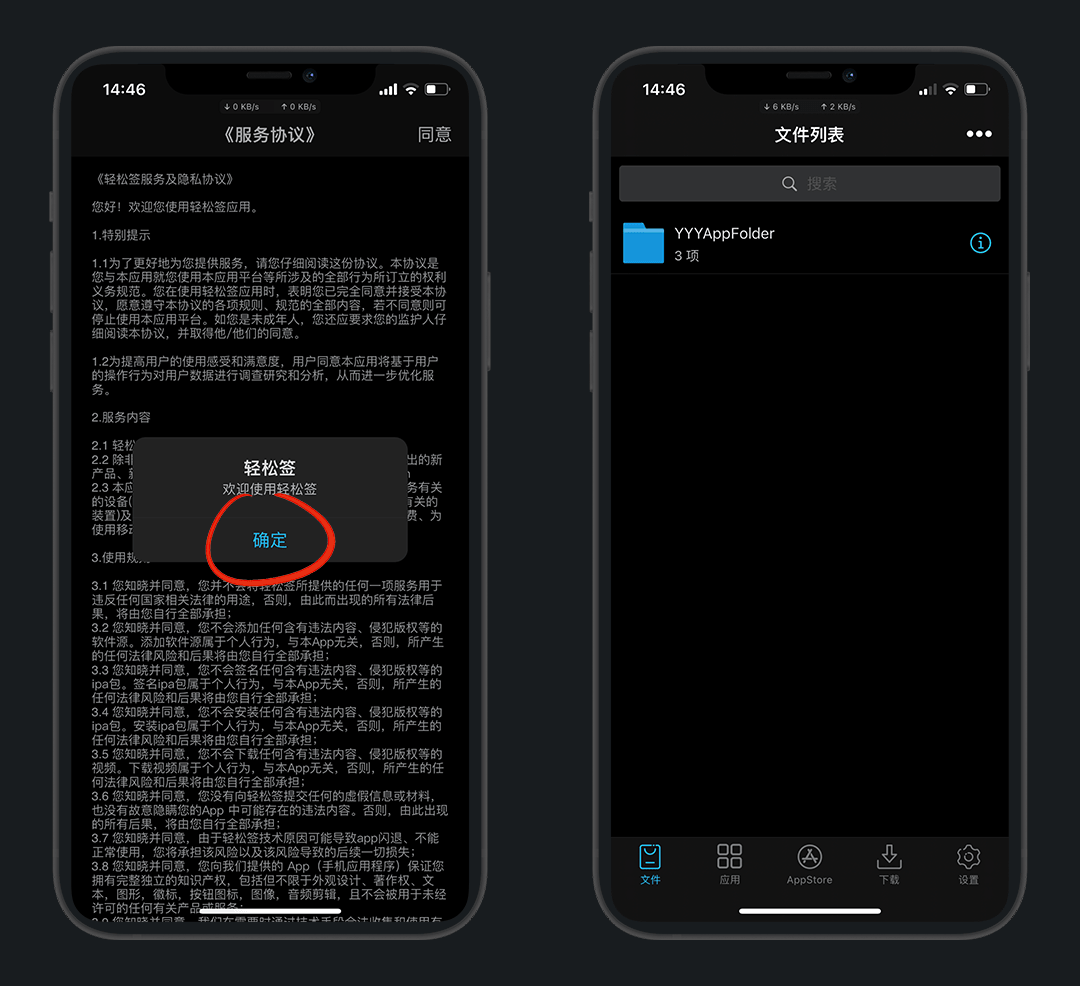 14:46
↓ 0 KB/s ↑ 0 KB/s
《服务协议》 同意
《轻松签服务及隐私协议》
您好！欢迎您使用轻松签应用。
1.特别提示
1.1为了更好地为您提供服务，请您仔细阅读这份协议。本协议是
您与本应用就您使用本应用平台等所涉及的全部行为所订立的权利
义务规范。您在使用轻松签应用时，表明您已完全同意并接受本协
议，愿意遵守本协议的各项规则、规范的全部内容，若不同意则可
停止使用本应用平台。如您是未成年人，您还应要求您的监护人仔
细阅读本协议，并取得他/他们的同意。
1.2为提高用户的使用感受和满意度，用户同意本应用将基于用户
的操作行为对用户数据进行调查研究和分析，从而进一步优化服
务。
2.服务内容
2.1 轻松
2.2 除非 出的新
产品、新
2.3 本应 务有关
的设备( 有关的
装置)及 费、为
使用移动
轻松签
欢迎使用轻松签
确定
3.使用规则
3.1 您知晓并同意，您并不会将轻松签所提供的任何一项服务用于
违反任何国家相关法律的用途，否则，由此而出现的所有法律后
果，将由您自行全部承担；
3.2 您知晓并同意，您不会添加任何含有违法内容、侵犯版权等的
软件源。添加软件源属于个人行为，与本App无关，否则，所产生
的任何法律风险和后果将由您自行全部承担；
3.3 您知晓并同意，您不会签名任何含有违法内容、侵犯版权等的
ipa包。签名ipa包属于个人行为，与本App无关，否则，所产生的
任何法律风险和后果将由您自行全部承担；
3.4 您知晓并同意，您不会安装任何含有违法内容、侵犯版权等的
ipa包。安装ipa包属于个人行为，与本App无关，否则，所产生的
任何法律风险和后果将由您自行全部承担；
3.5 您知晓并同意，您不会下载任何含有违法内容、侵犯版权等的
视频。下载视频属于个人行为，与本App无关，否则，所产生的任
何法律风险和后果将由您自行全部承担；
3.6 您知晓并同意，您没有向轻松签提交任何的虚假信息或材料，
也没有故意隐瞒您的App 中可能存在的违法内容。否则，由此出现
的所有后果，将由您自行全部承担；
3.7 您知晓并同意，由于轻松签技术原因可能导致app闪退、不能
正常使用，您将承担该风险以及该风险导致的后续一切损失；
3.8 您知晓并同意，您向我们提供的 App（手机应用程序）保证您
拥有完整独立的知识产权，包括但不限于外观设计、著作权、文
本，图形，徽标，按钮图标，图像，音频剪辑，且不会被用于未经
许可的任何有关产品或服务；
3.9 您知晓并同意，我们在需要时通过技术手段合法收集和使用有
14:46
↓ 6 KB/s ↑ 2 KB/s
文件列表
搜索
YYYAppFolder
3 项
文件 应用 AppStore 下载 设置